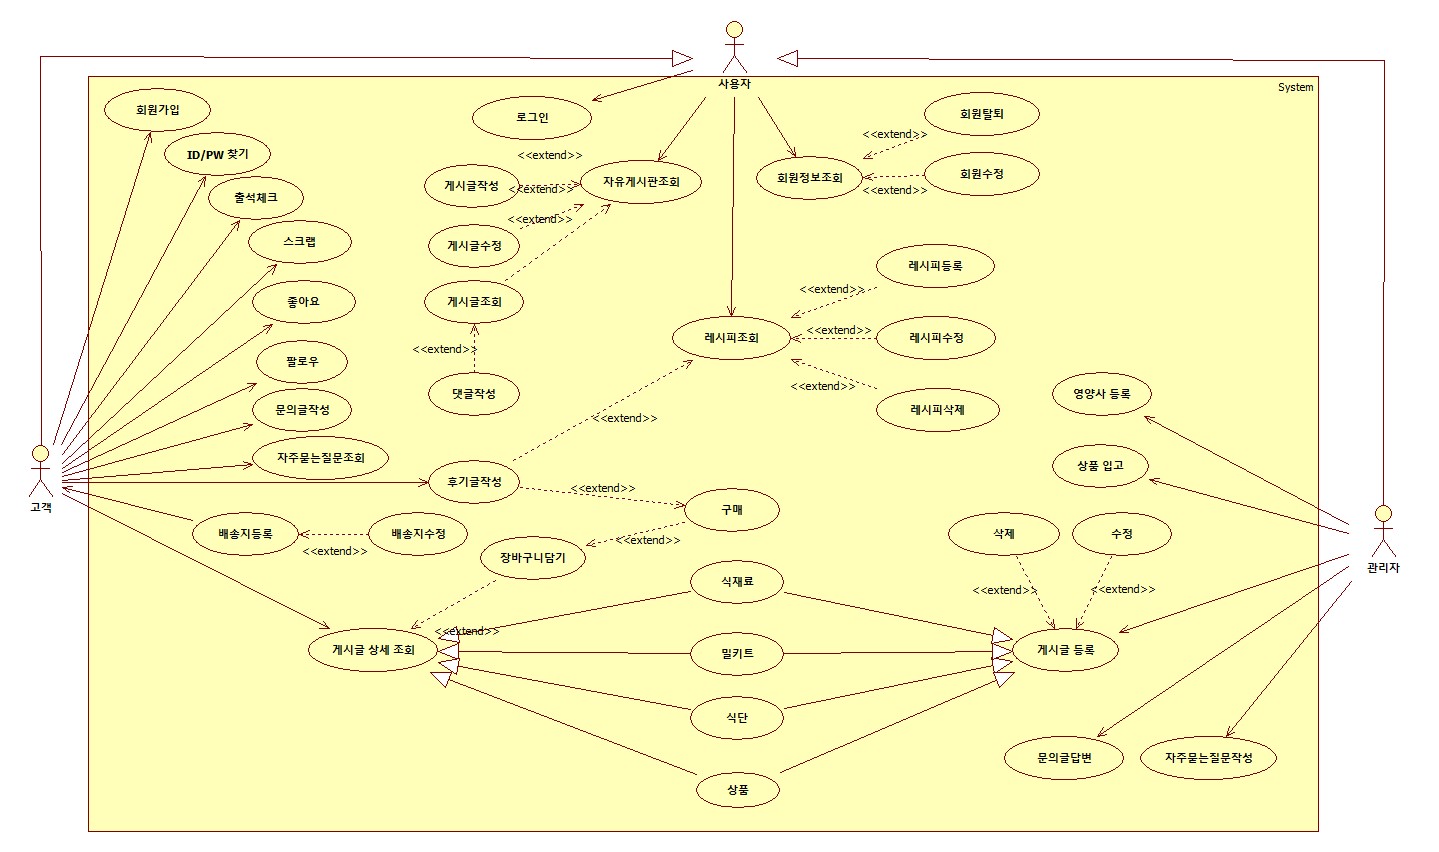 사용자
System
회원가입
로그인
회원탈퇴
<<extend>>
ID/PW 찾기
<<extend>>
회원수정
<<extend>>
게시글작성
<<extend>>
자유게시판조회
회원정보조회
출석체크
<<extend>>
스크랩
게시글수정
레시피등록
<<extend>>
좋아요
게시글조회
<<extend>>
레시피조회
레시피수정
<<extend>>
팔로우
<<extend>>
댓글작성
레시피삭제
영양사 등록
문의글작성
<<extend>>
자주묻는질문조회
상품 입고
후기글작성
<<extend>>
고객
구매
배송지등록
배송지수정
<<extend>>
<<extend>>
삭제
수정
장바구니담기
관리자
식재료
<<extend>>
<<extend>>
<<extend>>
게시글 상세 조회
밀키트
게시글 등록
식단
문의글답변
자주묻는질문작성
상품